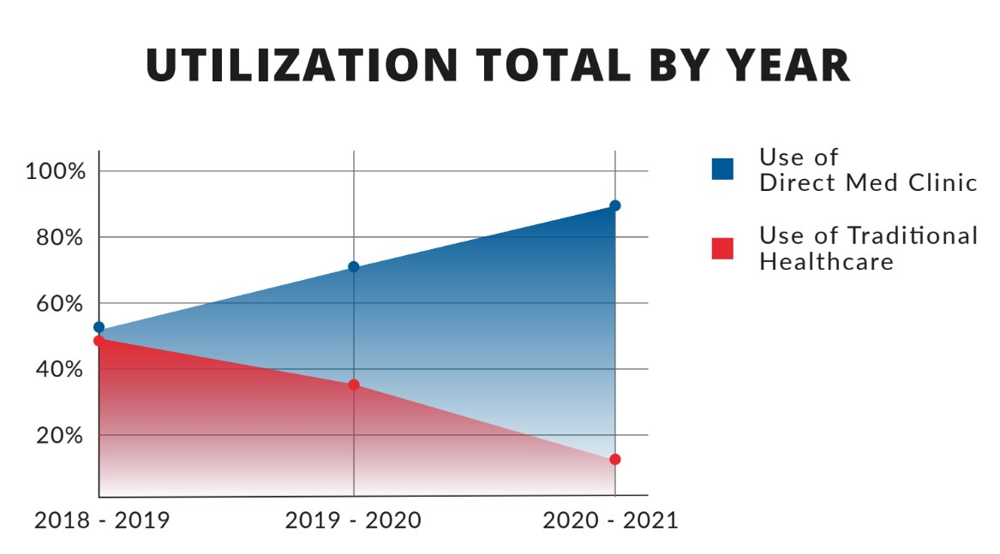 UTILIZATION TOTAL BY YEAR
100%
80%
60%
40%
20%
2018 - 2019
2019 - 2020
2020 - 2021
Use of
Direct Med Clinic
Use of Traditional
Healthcare